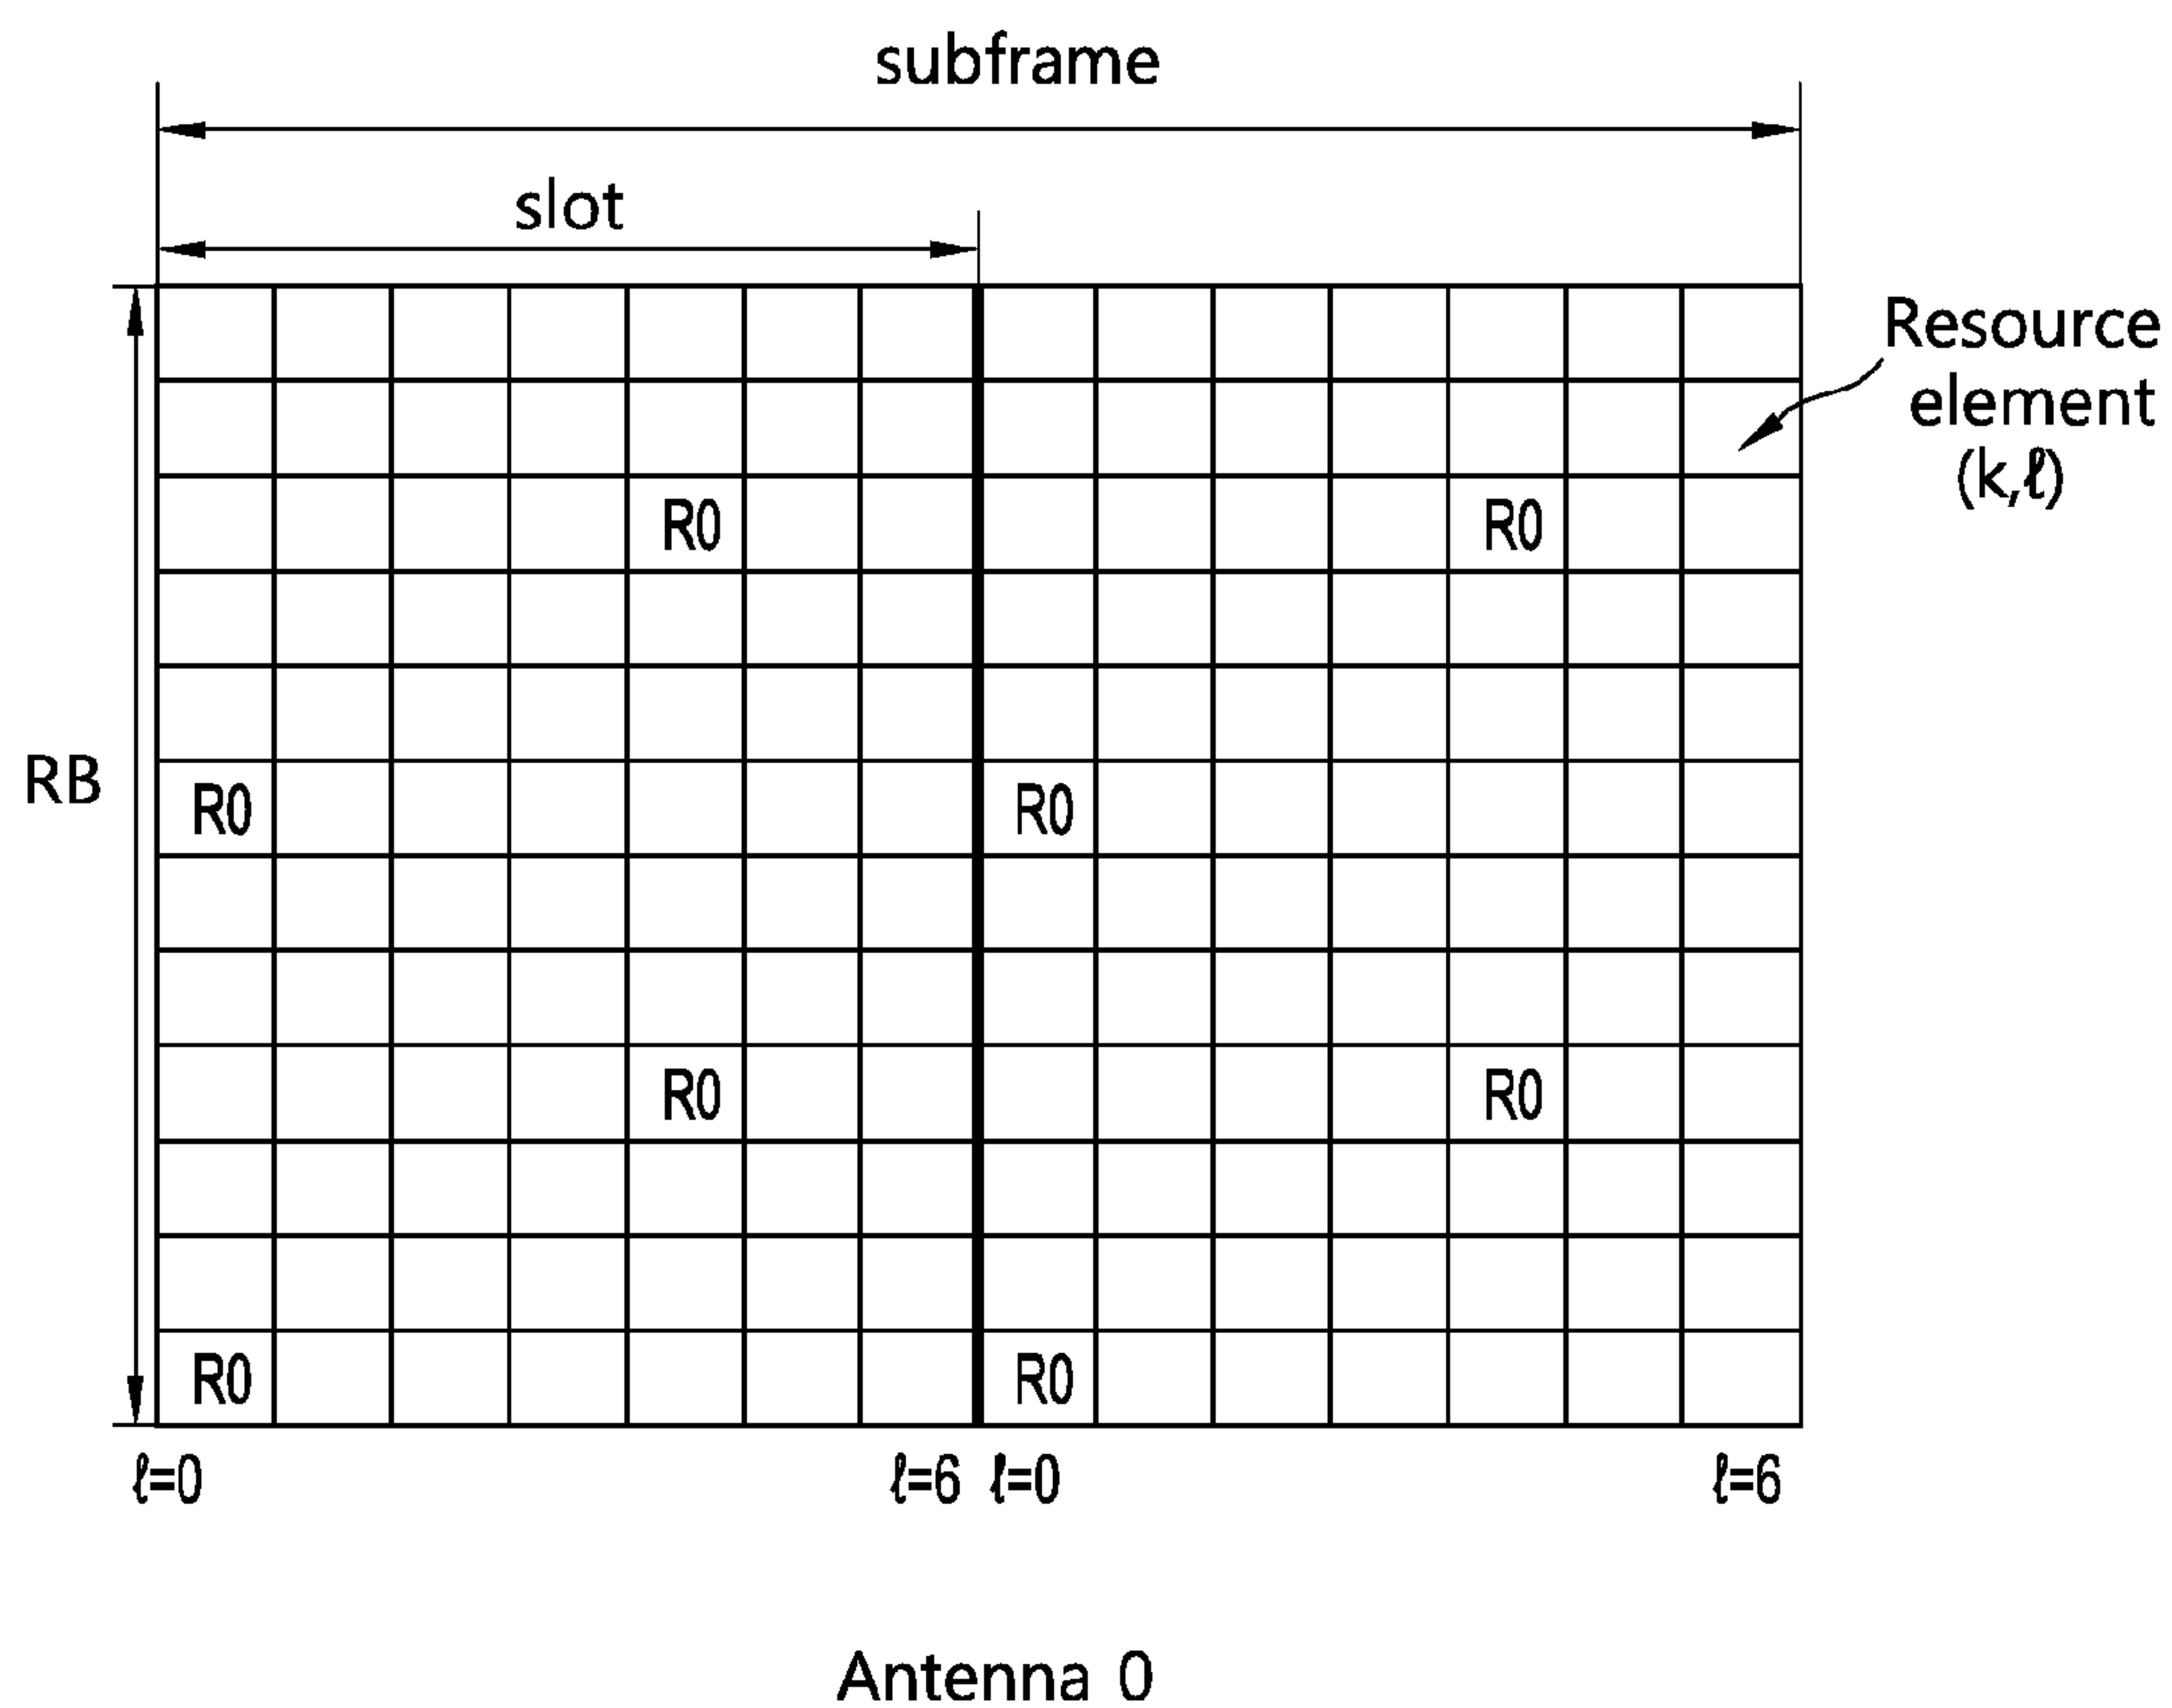 subframe
slot
Resource
element
(k,ℓ)
R0 R0
RB
R0 R0
R0 R0
R0 R0
ℓ=0 ℓ=6 ℓ=0 ℓ=6
Antenna 0